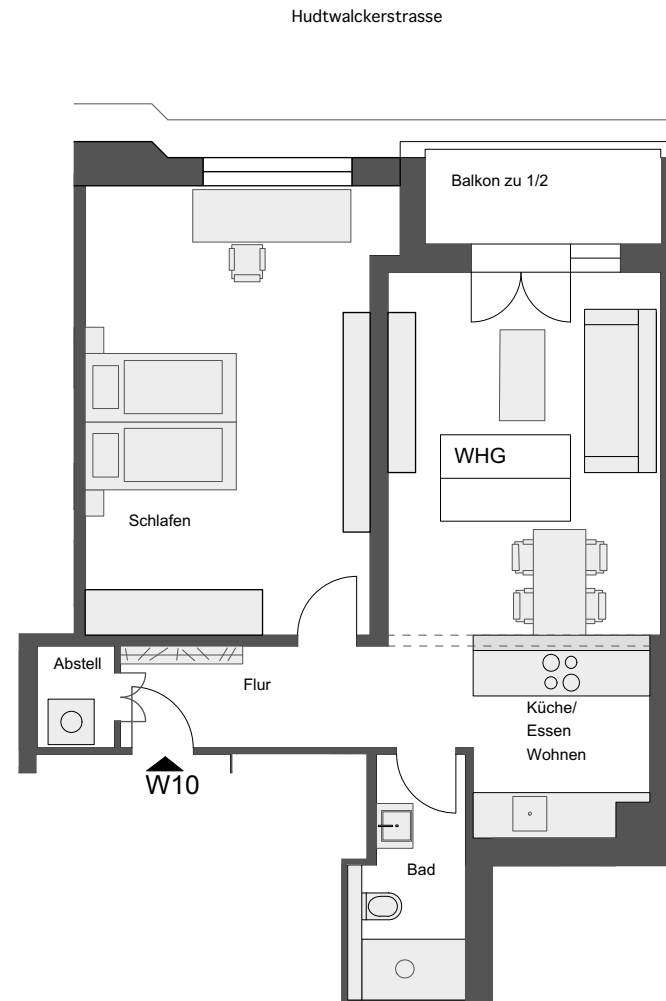 Hudtwalckerstrasse
Balkon zu 1/2
WHG
Schlafen
Abstell
Flur
Küche/
Essen
Wohnen
W10
Bad